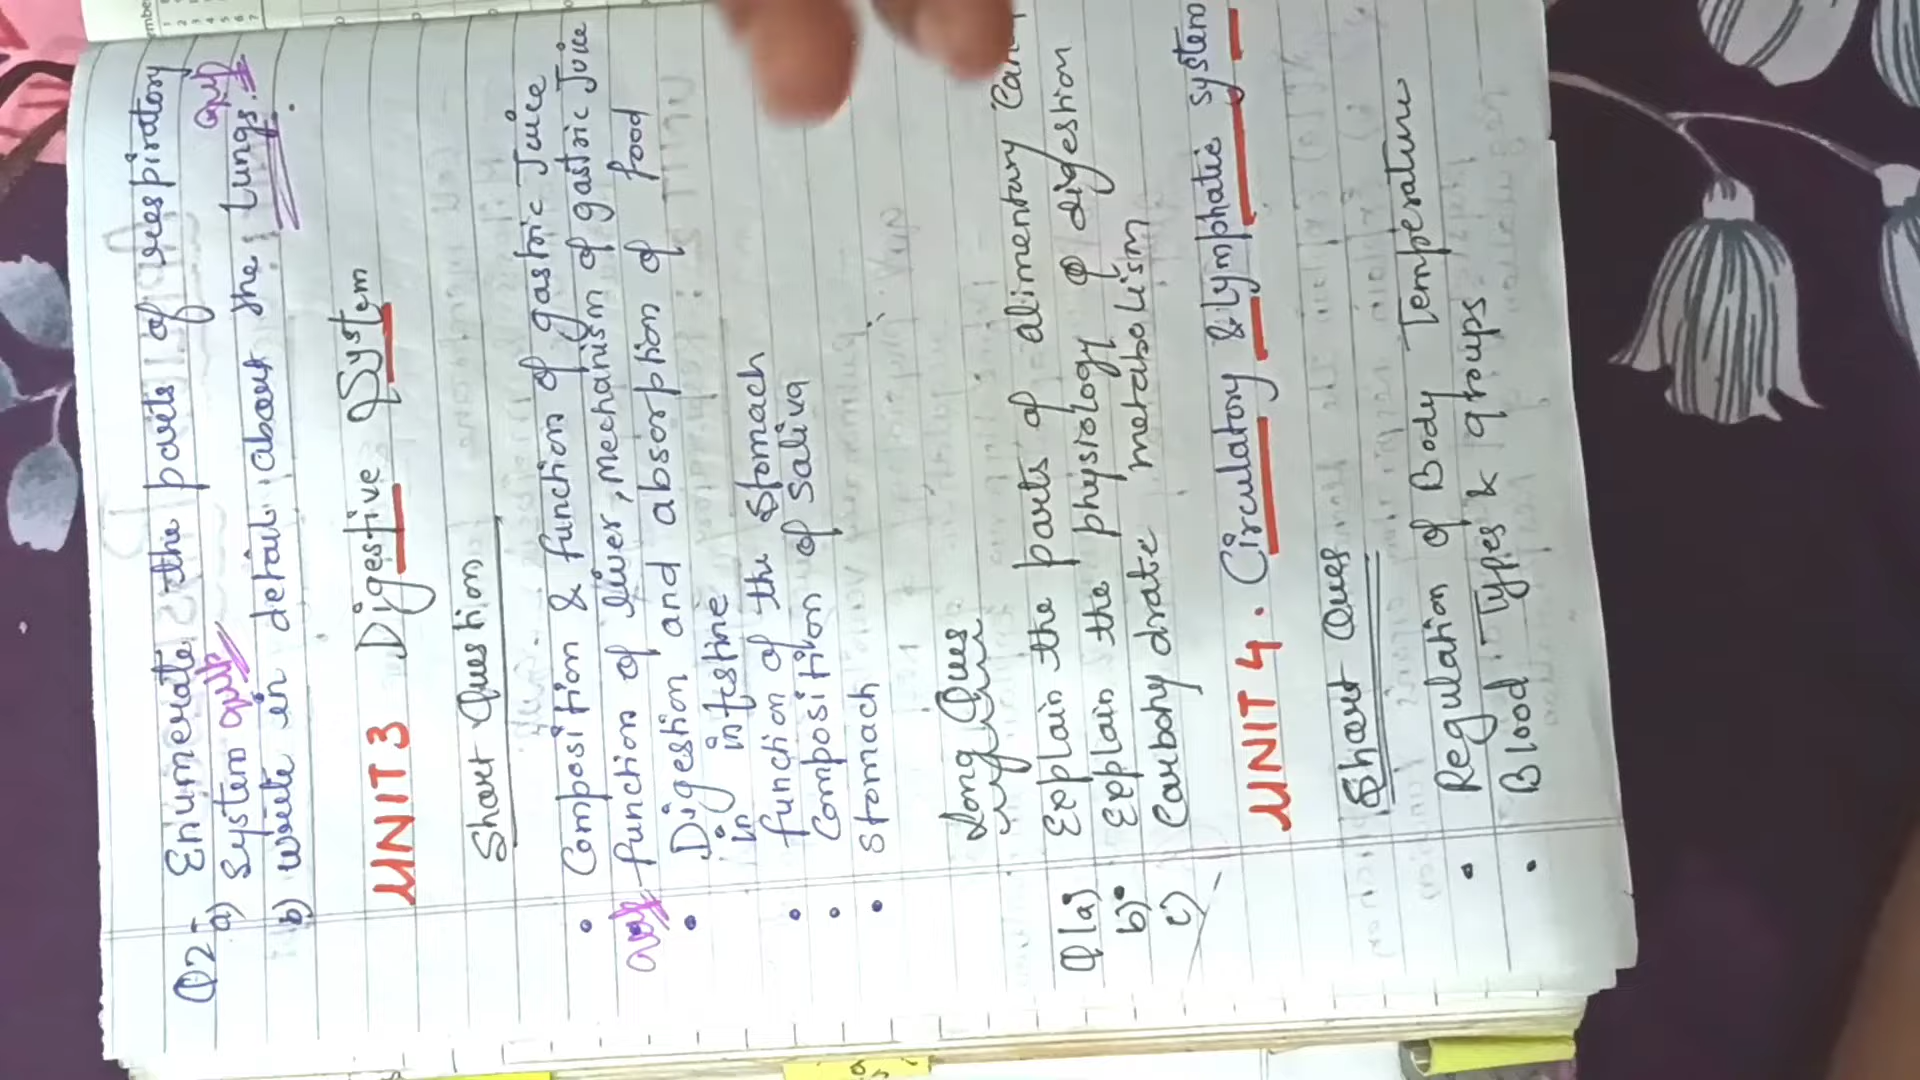 Q2- Enumerate the parts of respiratory
a) system
b) write in detail about the Lungs.
UNIT 3 Digestive System
Short Question
• Composition & function of gastric Juice
function of liver, mechanism of gastric Juice
• Digestion and absorption of food
in intestine
• function of the stomach
• Composition of Saliva
• Stomach
Long Ques
Q1a) Explain the parts of alimentary
b) Explain the physiology of digestion
c) Carbohydrate metabolism
UNIT 4. Circulatory & Lymphatic system
Short Ques
• Regulation of Body Temperature
• Blood Types & groups